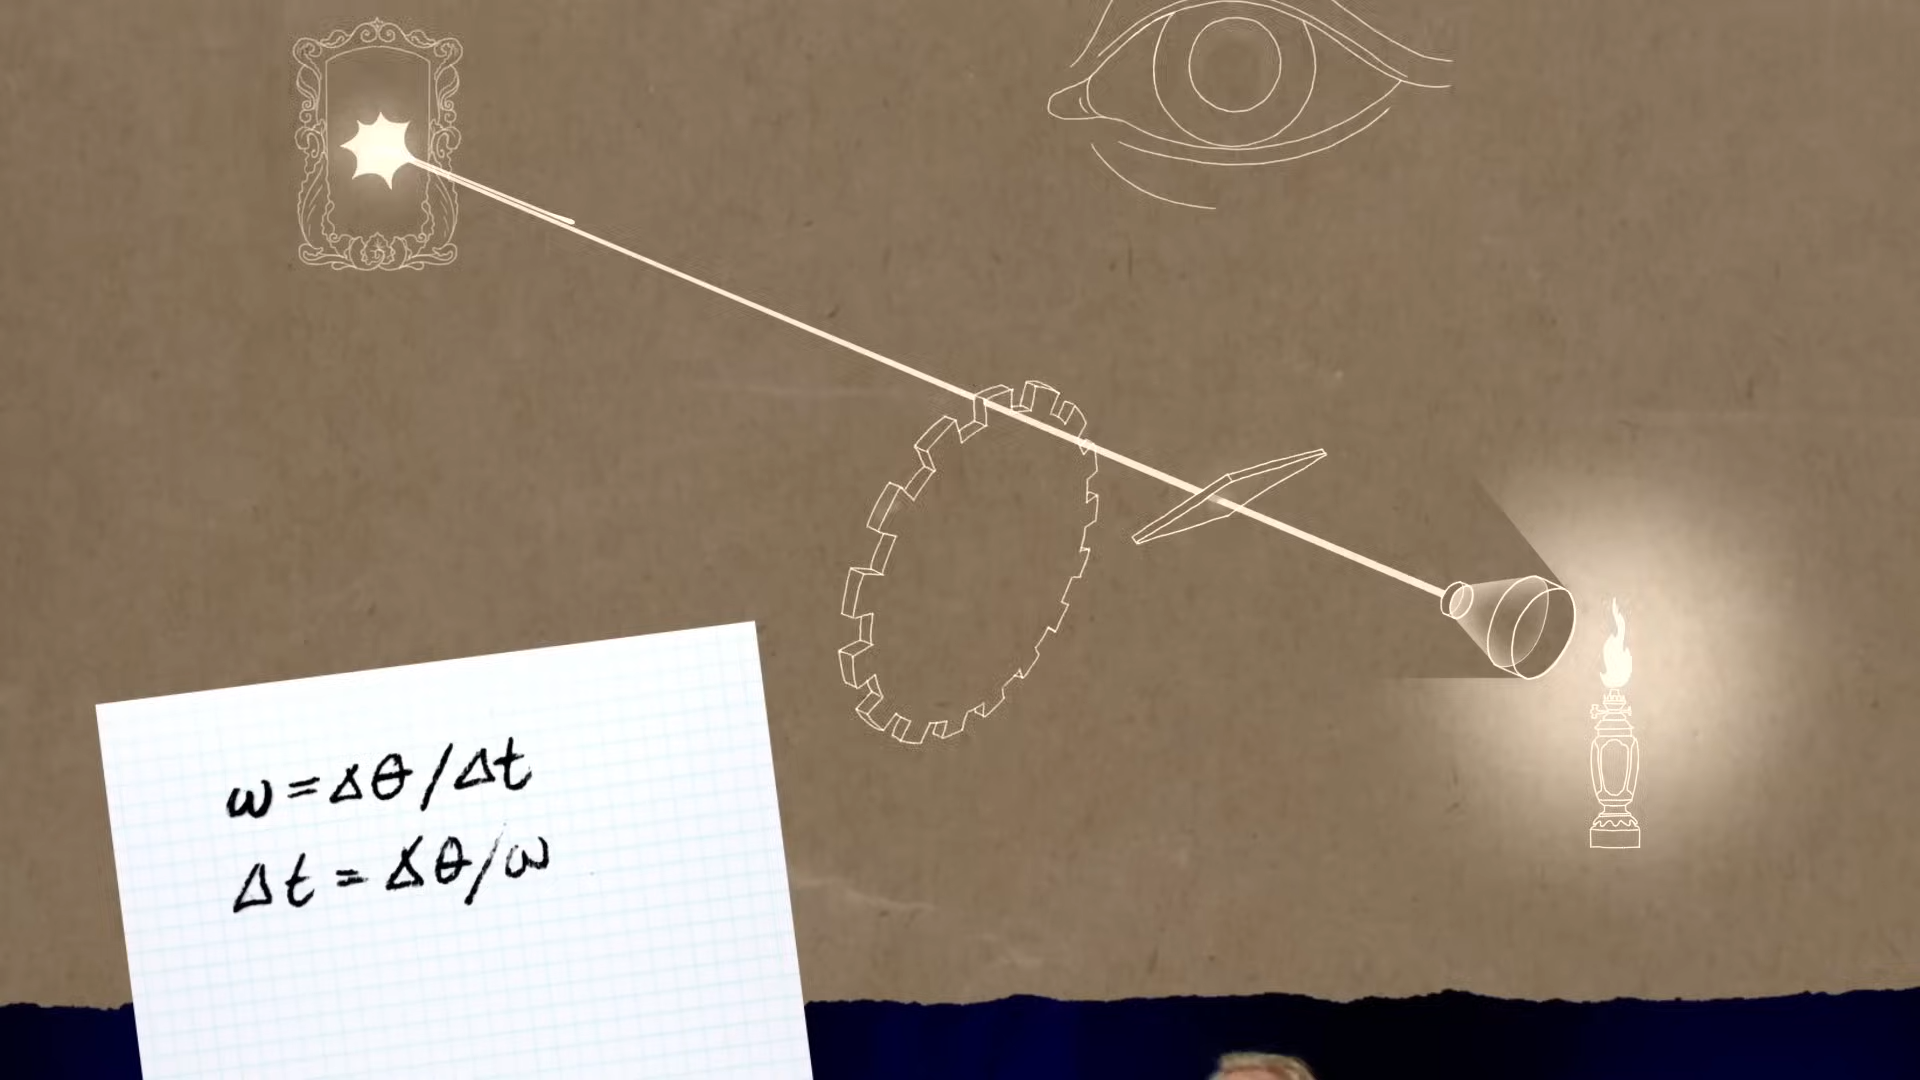 ω = Δθ/Δt
Δt = Δθ/ω